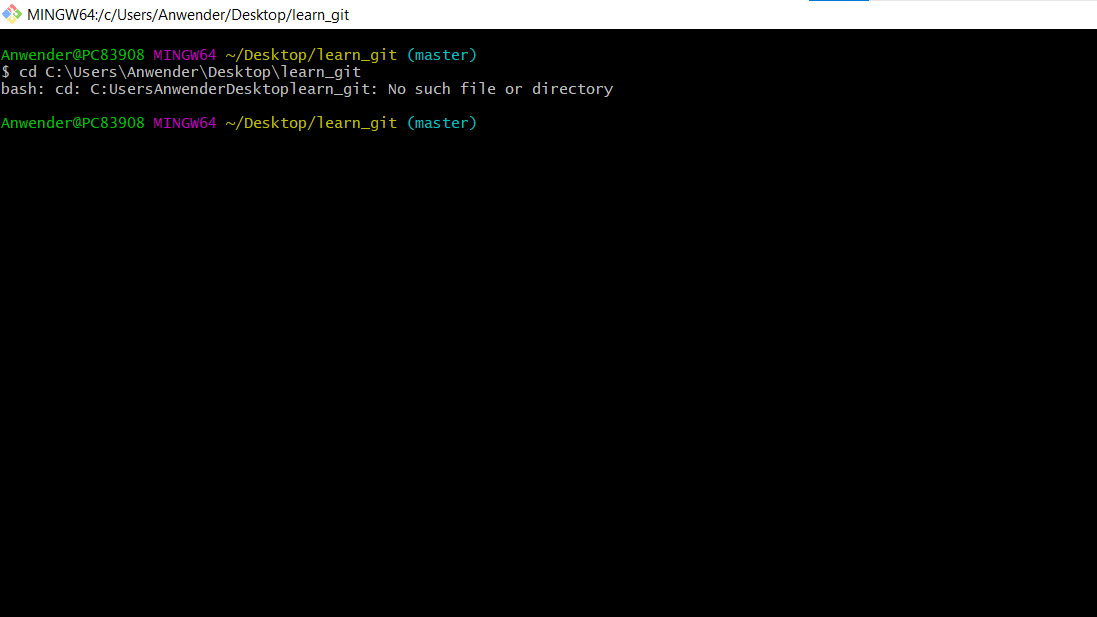 MINGW64:/c/Users/Anwender/Desktop/learn_git
Anwender@PC83908 MINGW64 ~/Desktop/learn_git (master)
$ cd C:\Users\Anwender\Desktop\learn_git
bash: cd: C:UsersAnwenderDesktoplearn_git: No such file or directory
Anwender@PC83908 MINGW64 ~/Desktop/learn_git (master)